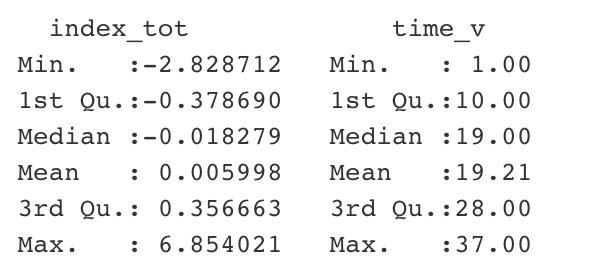 index_tot             time_v
Min.   :-2.828712   Min.   : 1.00
1st Qu.:-0.378690   1st Qu.:10.00
Median :-0.018279   Median :19.00
Mean   : 0.005998   Mean   :19.21
3rd Qu.: 0.356663   3rd Qu.:28.00
Max.   : 6.854021   Max.   :37.00